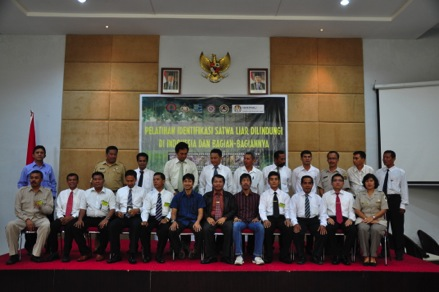 PELATIHAN IDENTIFIKASI SATWA LIAR DILINDUNGI
DI INDONESIA DAN BAGIAN-BAGIANNYA